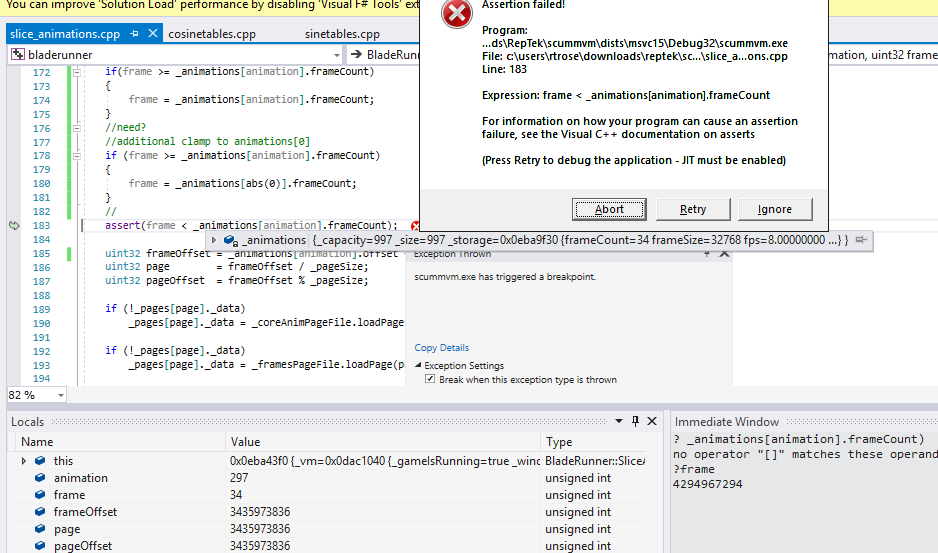 You can improve 'Solution Load' performance by disabling 'Visual F# Tools' ext
slice_animations.cpp
cosinetables.cpp
sinetables.cpp
bladerunner
BladeRun
mation, uint32 frame
172 if(frame >= _animations[animation].frameCount)
173 {
174 frame = _animations[animation].frameCount;
175 }
176 //need?
177 //additional clamp to animations[0]
178 if (frame >= _animations[animation].frameCount)
179 {
180 frame = _animations[abs(0)].frameCount;
181 }
182 //
183 assert(frame < _animations[animation].frameCount);
184
185 uint32 frameOffset = _animations[animation].offset
186 uint32 page = frameOffset / _pageSize;
187 uint32 pageOffset = frameOffset % _pageSize;
188
189 if (!_pages[page]._data)
190 _pages[page]._data = _coreAnimPageFile.loadPage
191
192 if (!_pages[page]._data)
193 _pages[page]._data = _framesPageFile.loadPage(p
194
82 %
Assertion failed!
Program:
...ds\RepTek\scummvm\dists\msvc15\Debug32\scummvm.exe
File: c:\users\rtrose\downloads\reptek\sc...\slice_a...ons.cpp
Line: 183
Expression: frame < _animations[animation].frameCount
For information on how your program can cause an assertion
failure, see the Visual C++ documentation on asserts
(Press Retry to debug the application - JIT must be enabled)
Abort
Retry
Ignore
_animations {_capacity=997 _size=997 _storage=0x0eba9f30 {frameCount=34 frameSize=32768 fps=8.00000000 ...} }
Exception Thrown
scummvm.exe has triggered a breakpoint.
Copy Details
Exception Settings
Break when this exception type is thrown
Locals
Name Value Type
this 0x0eba43f0 {_vm=0x0dac1040 {_gameIsRunning=true _winc BladeRunner::SliceA
animation 297 unsigned int
frame 34 unsigned int
frameOffset 3435973836 unsigned int
page 3435973836 unsigned int
pageOffset 3435973836 unsigned int
Immediate Window
? _animations[animation].frameCount)
no operator "[]" matches these operand
?frame
4294967294